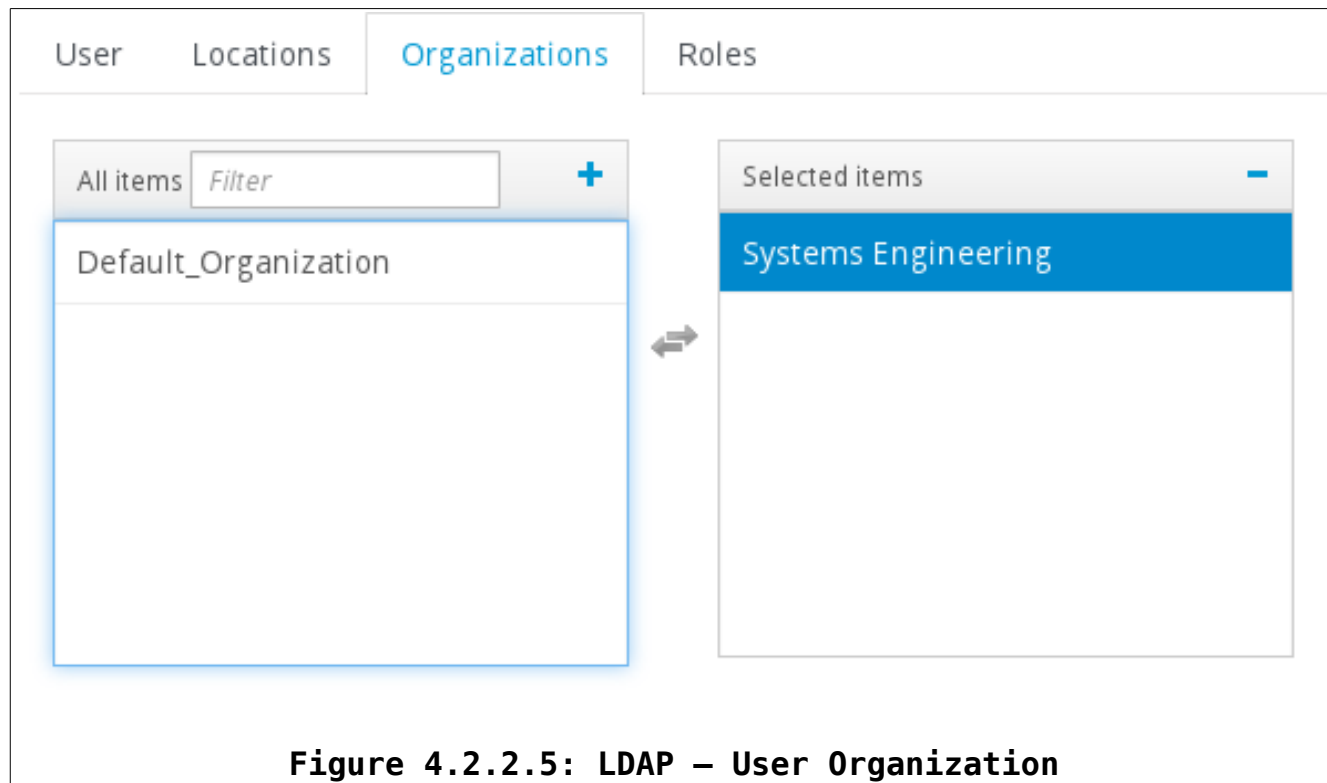 User Locations Organizations Roles
All items Filter + Selected items -
Default_Organization Systems Engineering
Figure 4.2.2.5: LDAP – User Organization